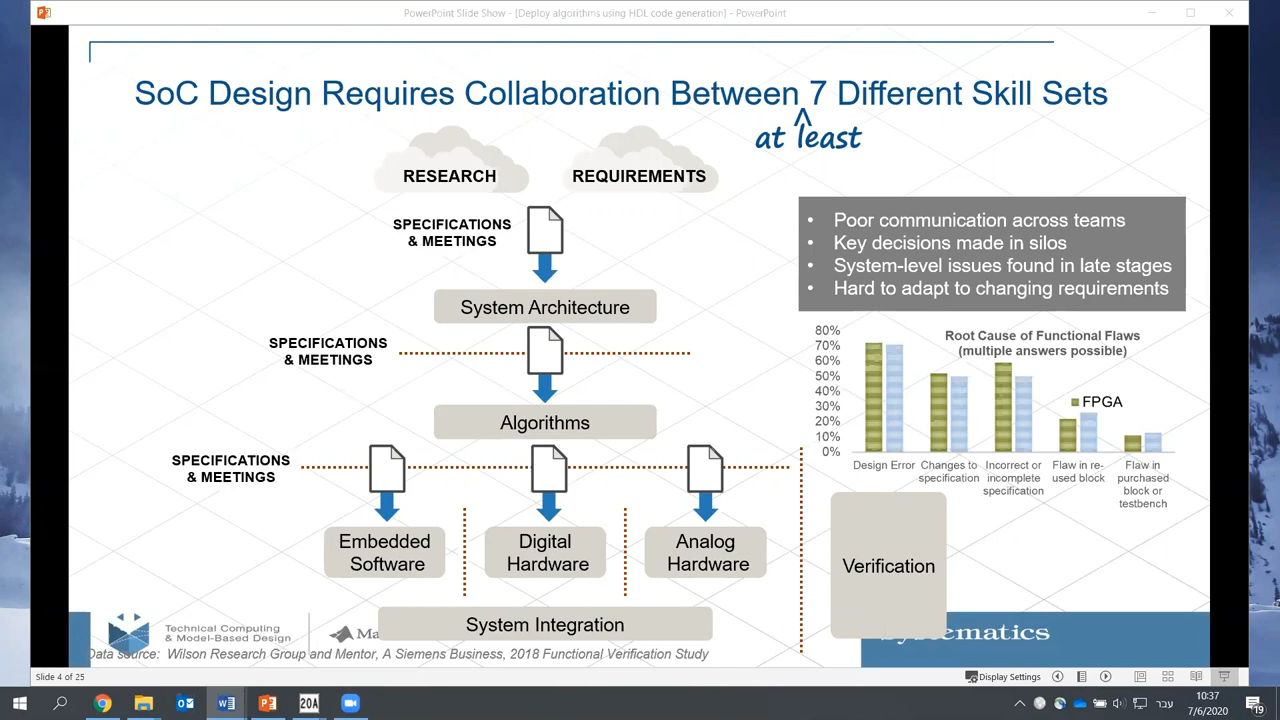 PowerPoint Slide Show - [Deploy algorithms using HDL code generation] - PowerPoint
SoC Design Requires Collaboration Between 7 Different Skill Sets
^
at least
RESEARCH
REQUIREMENTS
SPECIFICATIONS
& MEETINGS
System Architecture
SPECIFICATIONS
& MEETINGS
Algorithms
SPECIFICATIONS
& MEETINGS
Embedded
Software
Digital
Hardware
Analog
Hardware
System Integration
• Poor communication across teams
• Key decisions made in silos
• System-level issues found in late stages
• Hard to adapt to changing requirements
Root Cause of Functional Flaws
(multiple answers possible)
80%
70%
60%
50%
40%
30%
20%
10%
0%
FPGA
Design Error
Changes to
specification
Incorrect or
incomplete
specification
Flaw in re-
used block
Flaw in
purchased
block or
testbench
Verification
Technical Computing
& Model-Based Design
Data source: Wilson Research Group and Mentor, A Siemens Business, 2018 Functional Verification Study
Slide 4 of 25
Display Settings
20A
עבר
10:37
7/6/2020
19